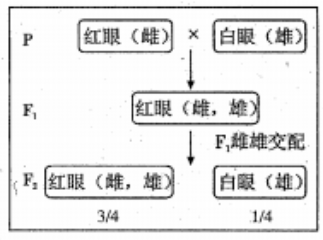 P 红眼（雌） × 白眼（雄）
F₁ 红眼（雌，雄）
F₁雌雄交配
F₂ 红眼（雌，雄） 白眼（雄）
3/4 1/4